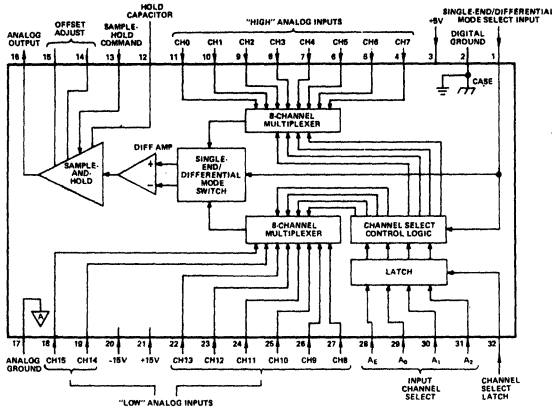 HOLD CAPACITOR
SAMPLE-HOLD COMMAND
OFFSET ADJUST
ANALOG OUTPUT
"HIGH" ANALOG INPUTS
CH0 CH1 CH2 CH3 CH4 CH5 CH6 CH7
+5V
SINGLE-END/DIFFERENTIAL MODE SELECT INPUT
DIGITAL GROUND
16 15 14 13 12 11 10 9 8 7 6 5 4 3 2 1
CASE
8-CHANNEL MULTIPLEXER
DIFF AMP
SAMPLE-AND-HOLD
+
−
SINGLE-END/DIFFERENTIAL MODE SWITCH
8-CHANNEL MULTIPLEXER
CHANNEL SELECT CONTROL LOGIC
LATCH
A
17 18 19 20 21 22 23 24 25 26 27 28 29 30 31 32
ANALOG GROUND
CH15 CH14 -15V +15V CH13 CH12 CH11 CH10 CH9 CH8 AE A0 A1 A2
CHANNEL SELECT LATCH
INPUT CHANNEL SELECT
"LOW" ANALOG INPUTS